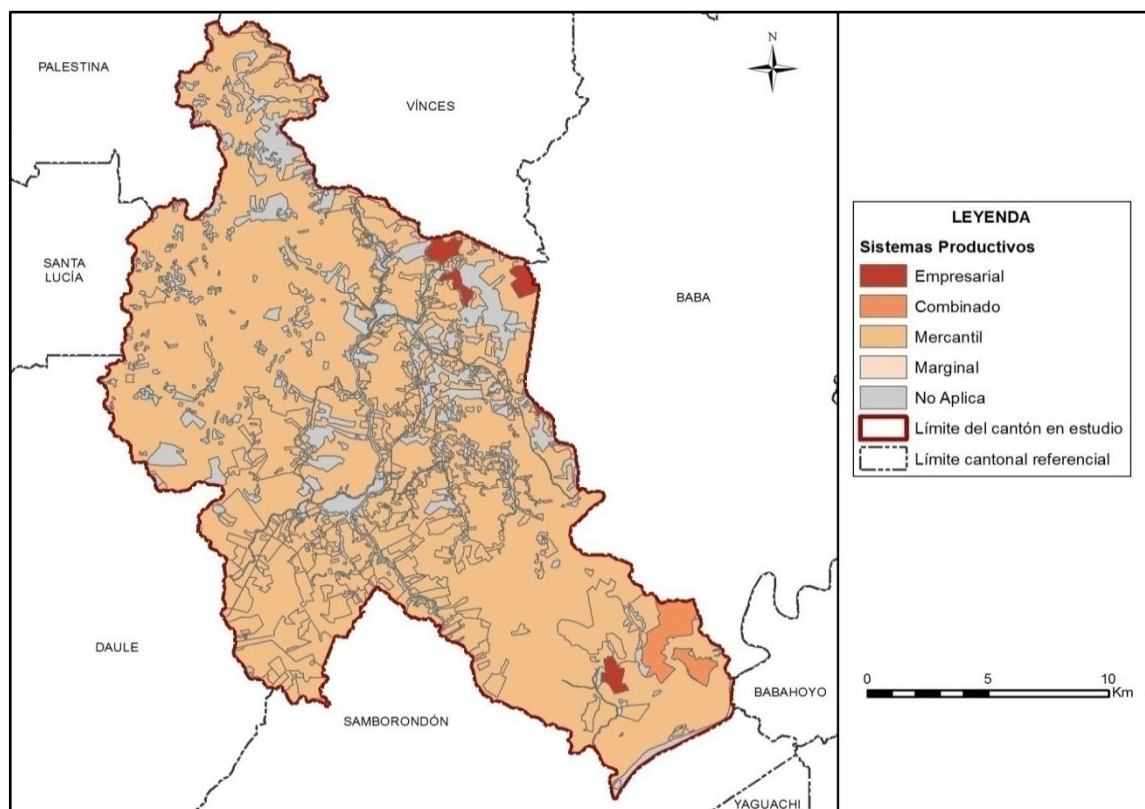 N
PALESTINA
VÍNCES
SANTA
LUCÍA
BABA
DAULE
SAMBORONDÓN
BABAHOYO
YAGUACHI
LEYENDA
Sistemas Productivos
Empresarial
Combinado
Mercantil
Marginal
No Aplica
Límite del cantón en estudio
Límite cantonal referencial
0 5 10
Km